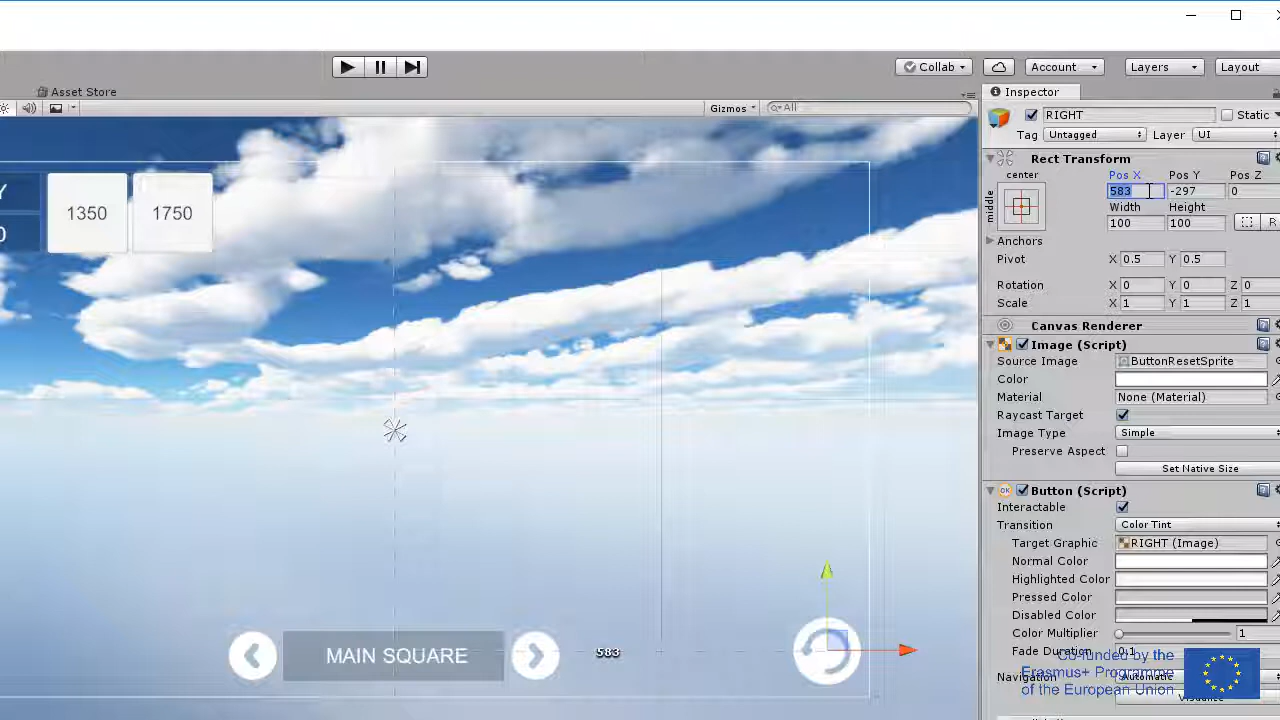 Collab
Account
Layers
Layout
Asset Store
Inspector
Gizmos
All
RIGHT
Static
Tag Untagged Layer UI
Rect Transform
center
middle
Pos X Pos Y Pos Z
583 -297 0
Width Height
100 100
R
Anchors
Pivot X 0.5 Y 0.5
Rotation X 0 Y 0 Z 0
Scale X 1 Y 1 Z 1
Canvas Renderer
Image (Script)
Source Image ButtonResetSprite
Color
Material None (Material)
Raycast Target
Image Type Simple
Preserve Aspect
Set Native Size
Button (Script)
Interactable
Transition Color Tint
Target Graphic RIGHT (Image)
Normal Color
Highlighted Color
Pressed Color
Disabled Color
Color Multiplier 1
Fade Duration 0.1
Navigation Automatic
Visualize
Y
0
1350
1750
MAIN SQUARE
583
Co-funded by the
Erasmus+ Programme
of the European Union